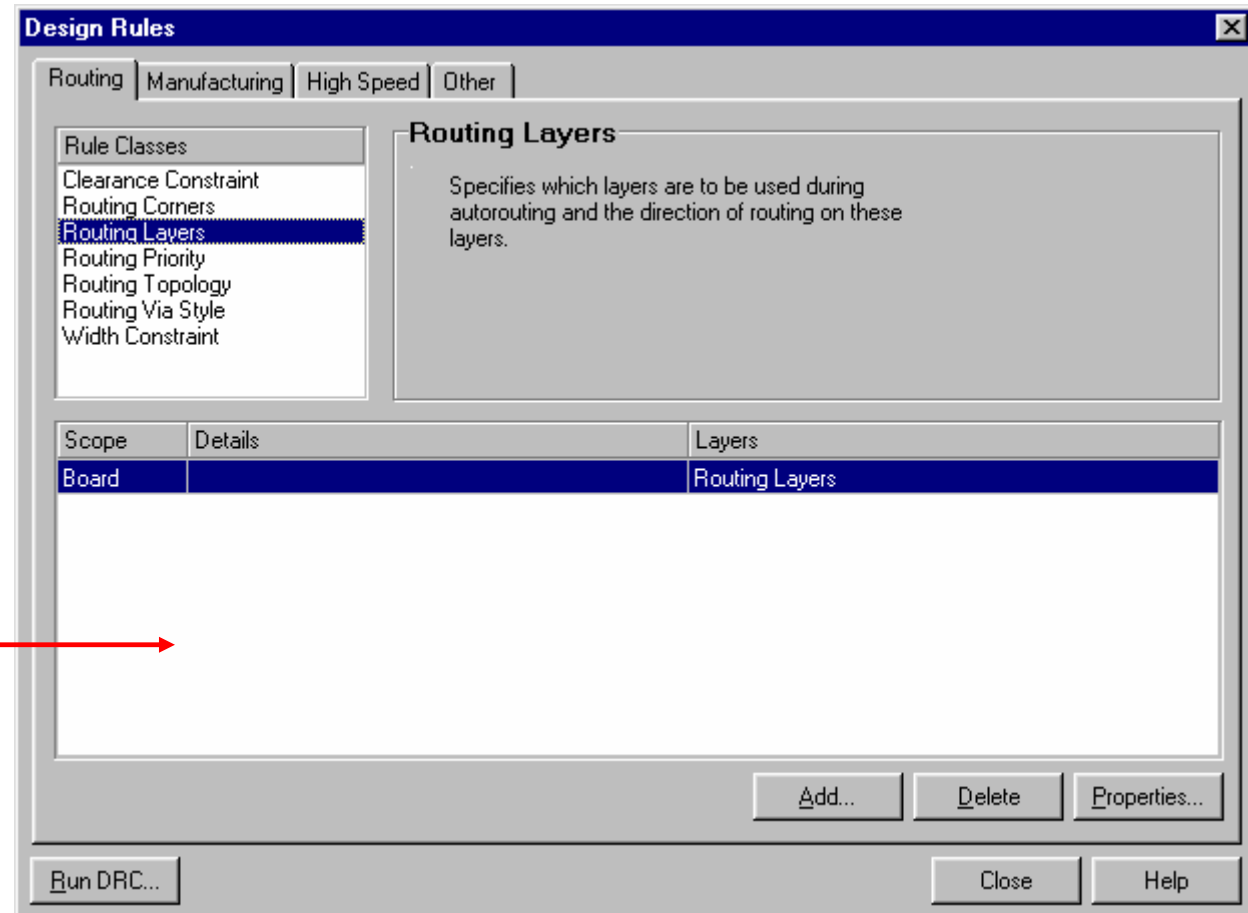 Design Rules
Routing Manufacturing High Speed Other
Rule Classes
Clearance Constraint
Routing Corners
Routing Layers
Routing Priority
Routing Topology
Routing Via Style
Width Constraint
Routing Layers
Specifies which layers are to be used during
autorouting and the direction of routing on these
layers.
Scope Details Layers
Board Routing Layers
Add... Delete Properties...
Run DRC... Close Help